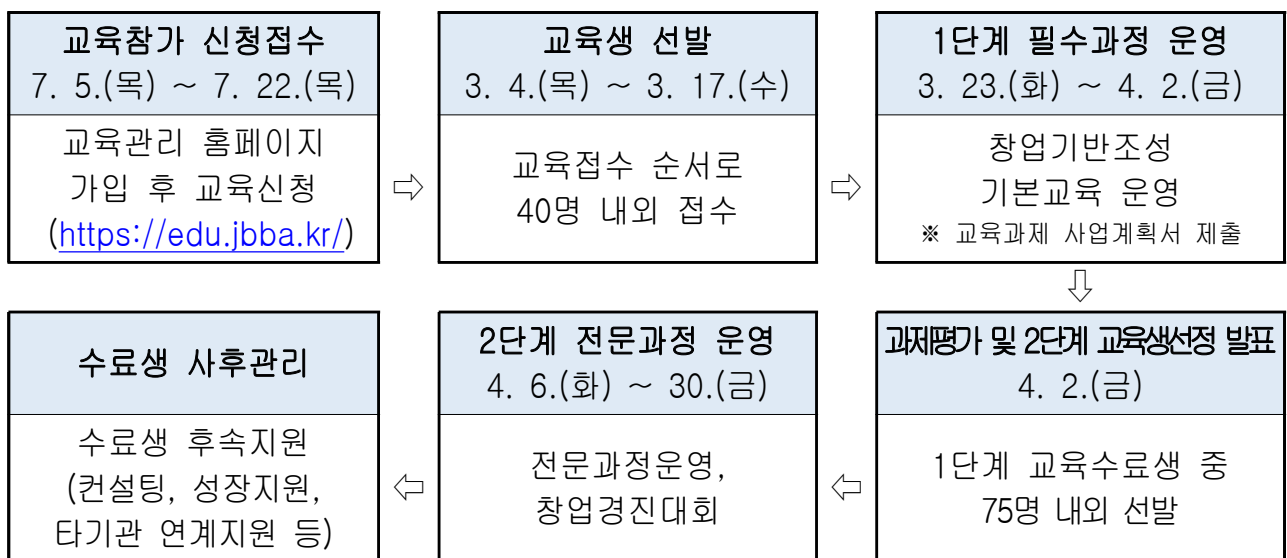 교육참가 신청접수
7. 5.(목) ~ 7. 22.(목)
교육관리 홈페이지
가입 후 교육신청
(https://edu.jbba.kr/)
⇨
교육생 선발
3. 4.(목) ~ 3. 17.(수)
교육접수 순서로
40명 내외 접수
⇨
1단계 필수과정 운영
3. 23.(화) ~ 4. 2.(금)
창업기반조성
기본교육 운영
※ 교육과제 사업계획서 제출
⇩
과제평가 및 2단계 교육생선정 발표
4. 2.(금)
1단계 교육수료생 중
75명 내외 선발
⇦
2단계 전문과정 운영
4. 6.(화) ~ 30.(금)
전문과정운영,
창업경진대회
⇦
수료생 사후관리
수료생 후속지원
(컨설팅, 성장지원,
타기관 연계지원 등)